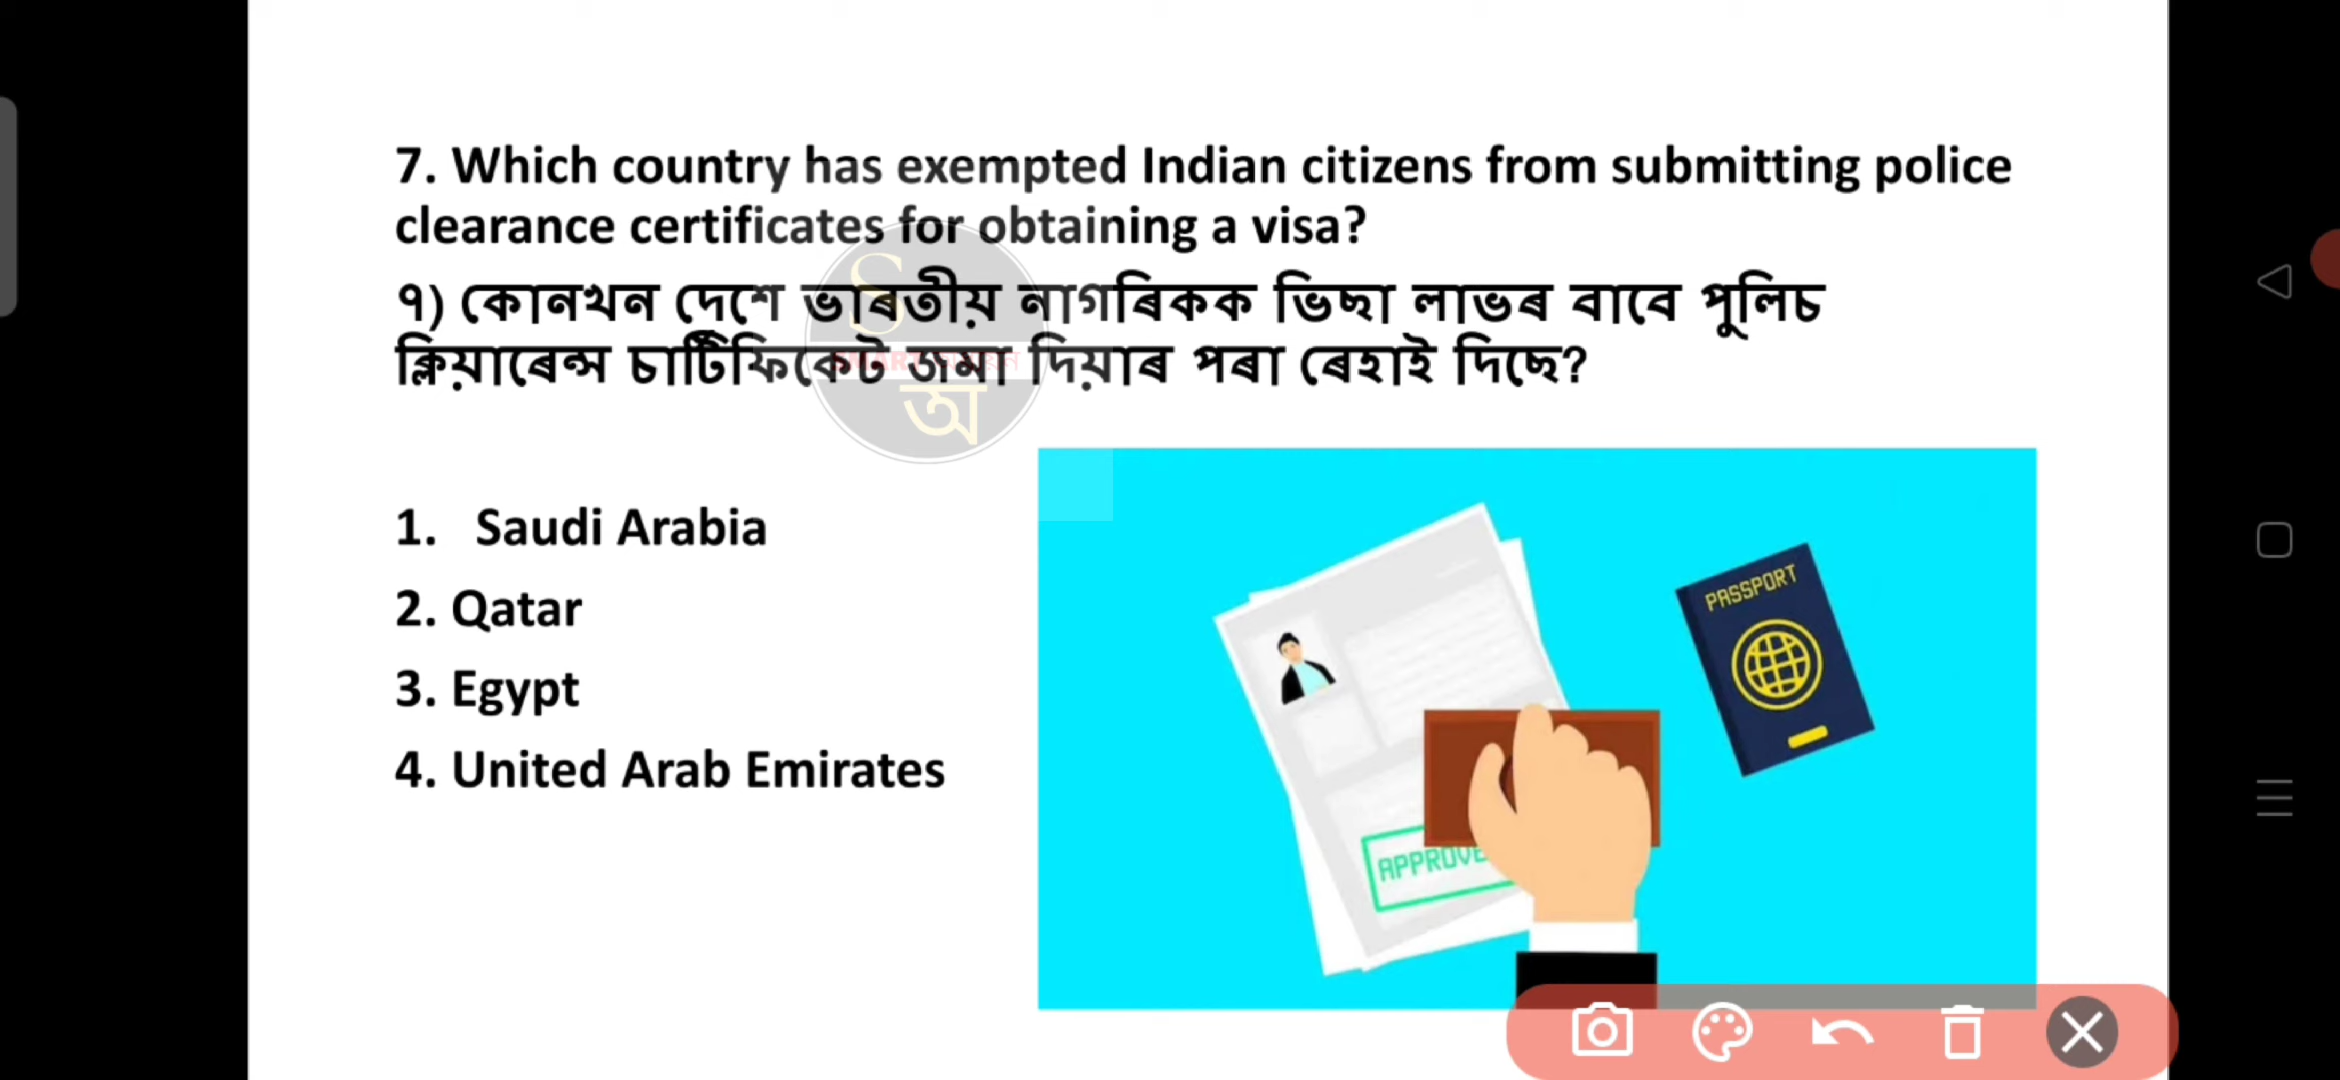 7. Which country has exempted Indian citizens from submitting police
clearance certificates for obtaining a visa?
৭) কোনখন দেশে ভাৰতীয় নাগৰিকক ভিছা লাভৰ বাবে পুলিচ
ক্লিয়াৰেন্স চাৰ্টিফিকেট জমা দিয়াৰ পৰা ৰেহাই দিছে?
S
SMART
অ
1. Saudi Arabia
2. Qatar
3. Egypt
4. United Arab Emirates
PASSPORT
APPROVE